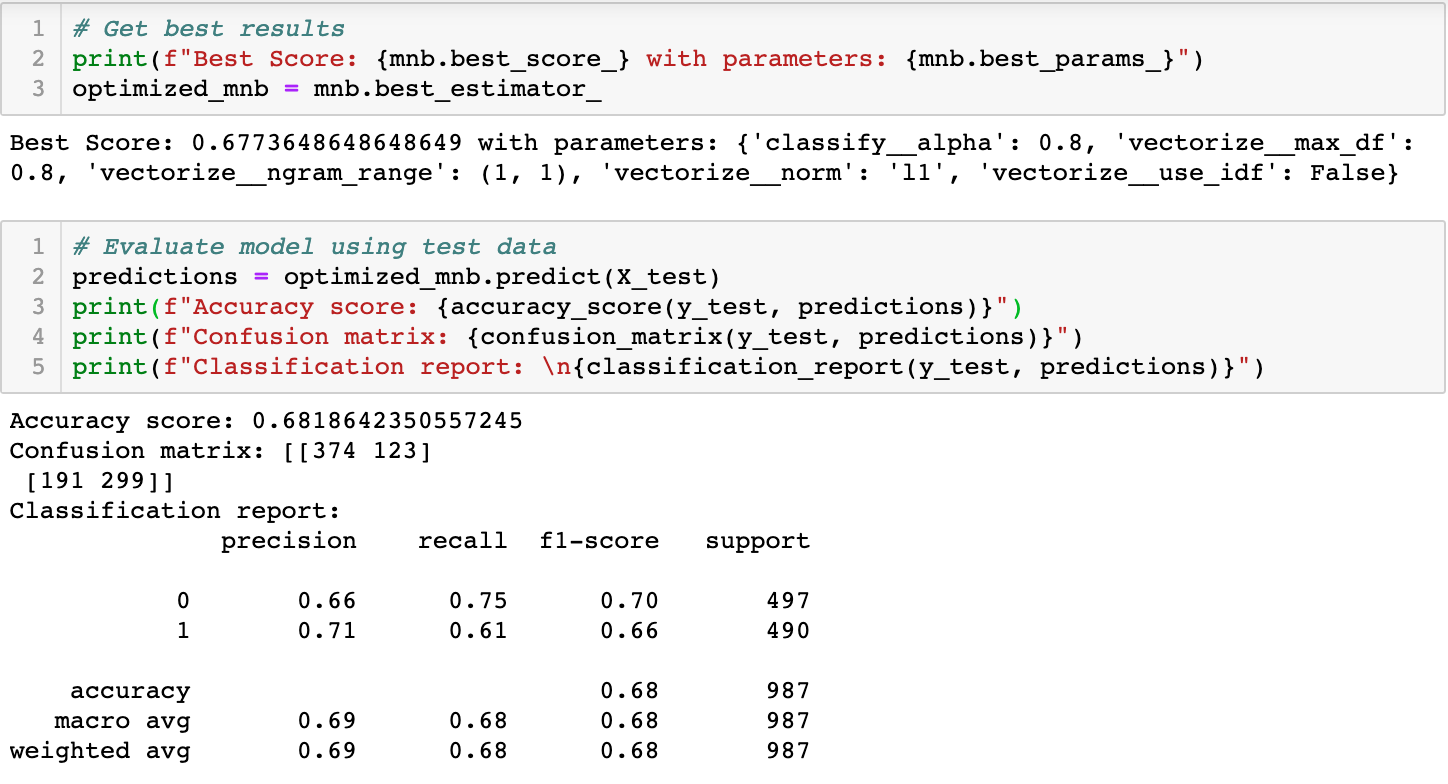 1 # Get best results
2 print(f"Best Score: {mnb.best_score_} with parameters: {mnb.best_params_}")
3 optimized_mnb = mnb.best_estimator_
Best Score: 0.6773648648648649 with parameters: {'classify__alpha': 0.8, 'vectorize__max_df':
0.8, 'vectorize__ngram_range': (1, 1), 'vectorize__norm': 'l1', 'vectorize__use_idf': False}
1 # Evaluate model using test data
2 predictions = optimized_mnb.predict(X_test)
3 print(f"Accuracy score: {accuracy_score(y_test, predictions)}")
4 print(f"Confusion matrix: {confusion_matrix(y_test, predictions)}")
5 print(f"Classification report: \n{classification_report(y_test, predictions)}")
Accuracy score: 0.6818642350557245
Confusion matrix: [[374 123]
 [191 299]]
Classification report:
              precision    recall  f1-score   support
           0       0.66      0.75      0.70       497
           1       0.71      0.61      0.66       490
    accuracy                           0.68       987
   macro avg       0.69      0.68      0.68       987
weighted avg       0.69      0.68      0.68       987